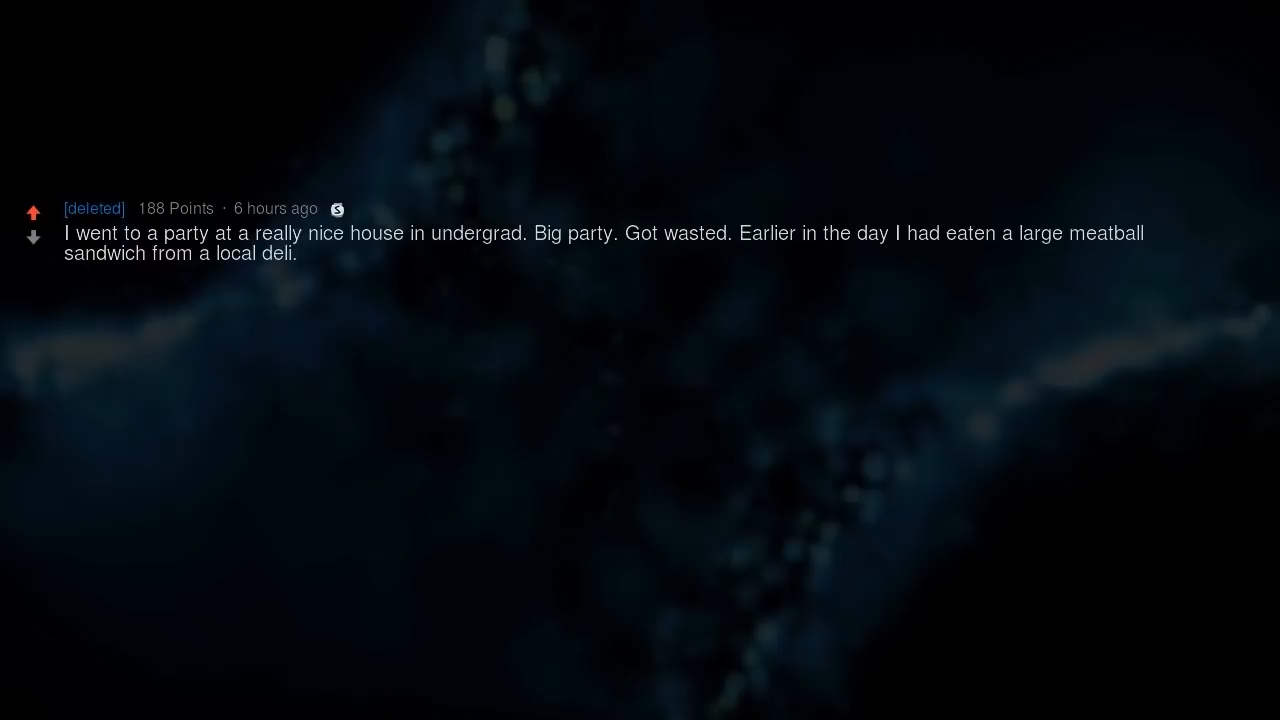 [deleted] 188 Points · 6 hours ago S
I went to a party at a really nice house in undergrad. Big party. Got wasted. Earlier in the day I had eaten a large meatball
sandwich from a local deli.